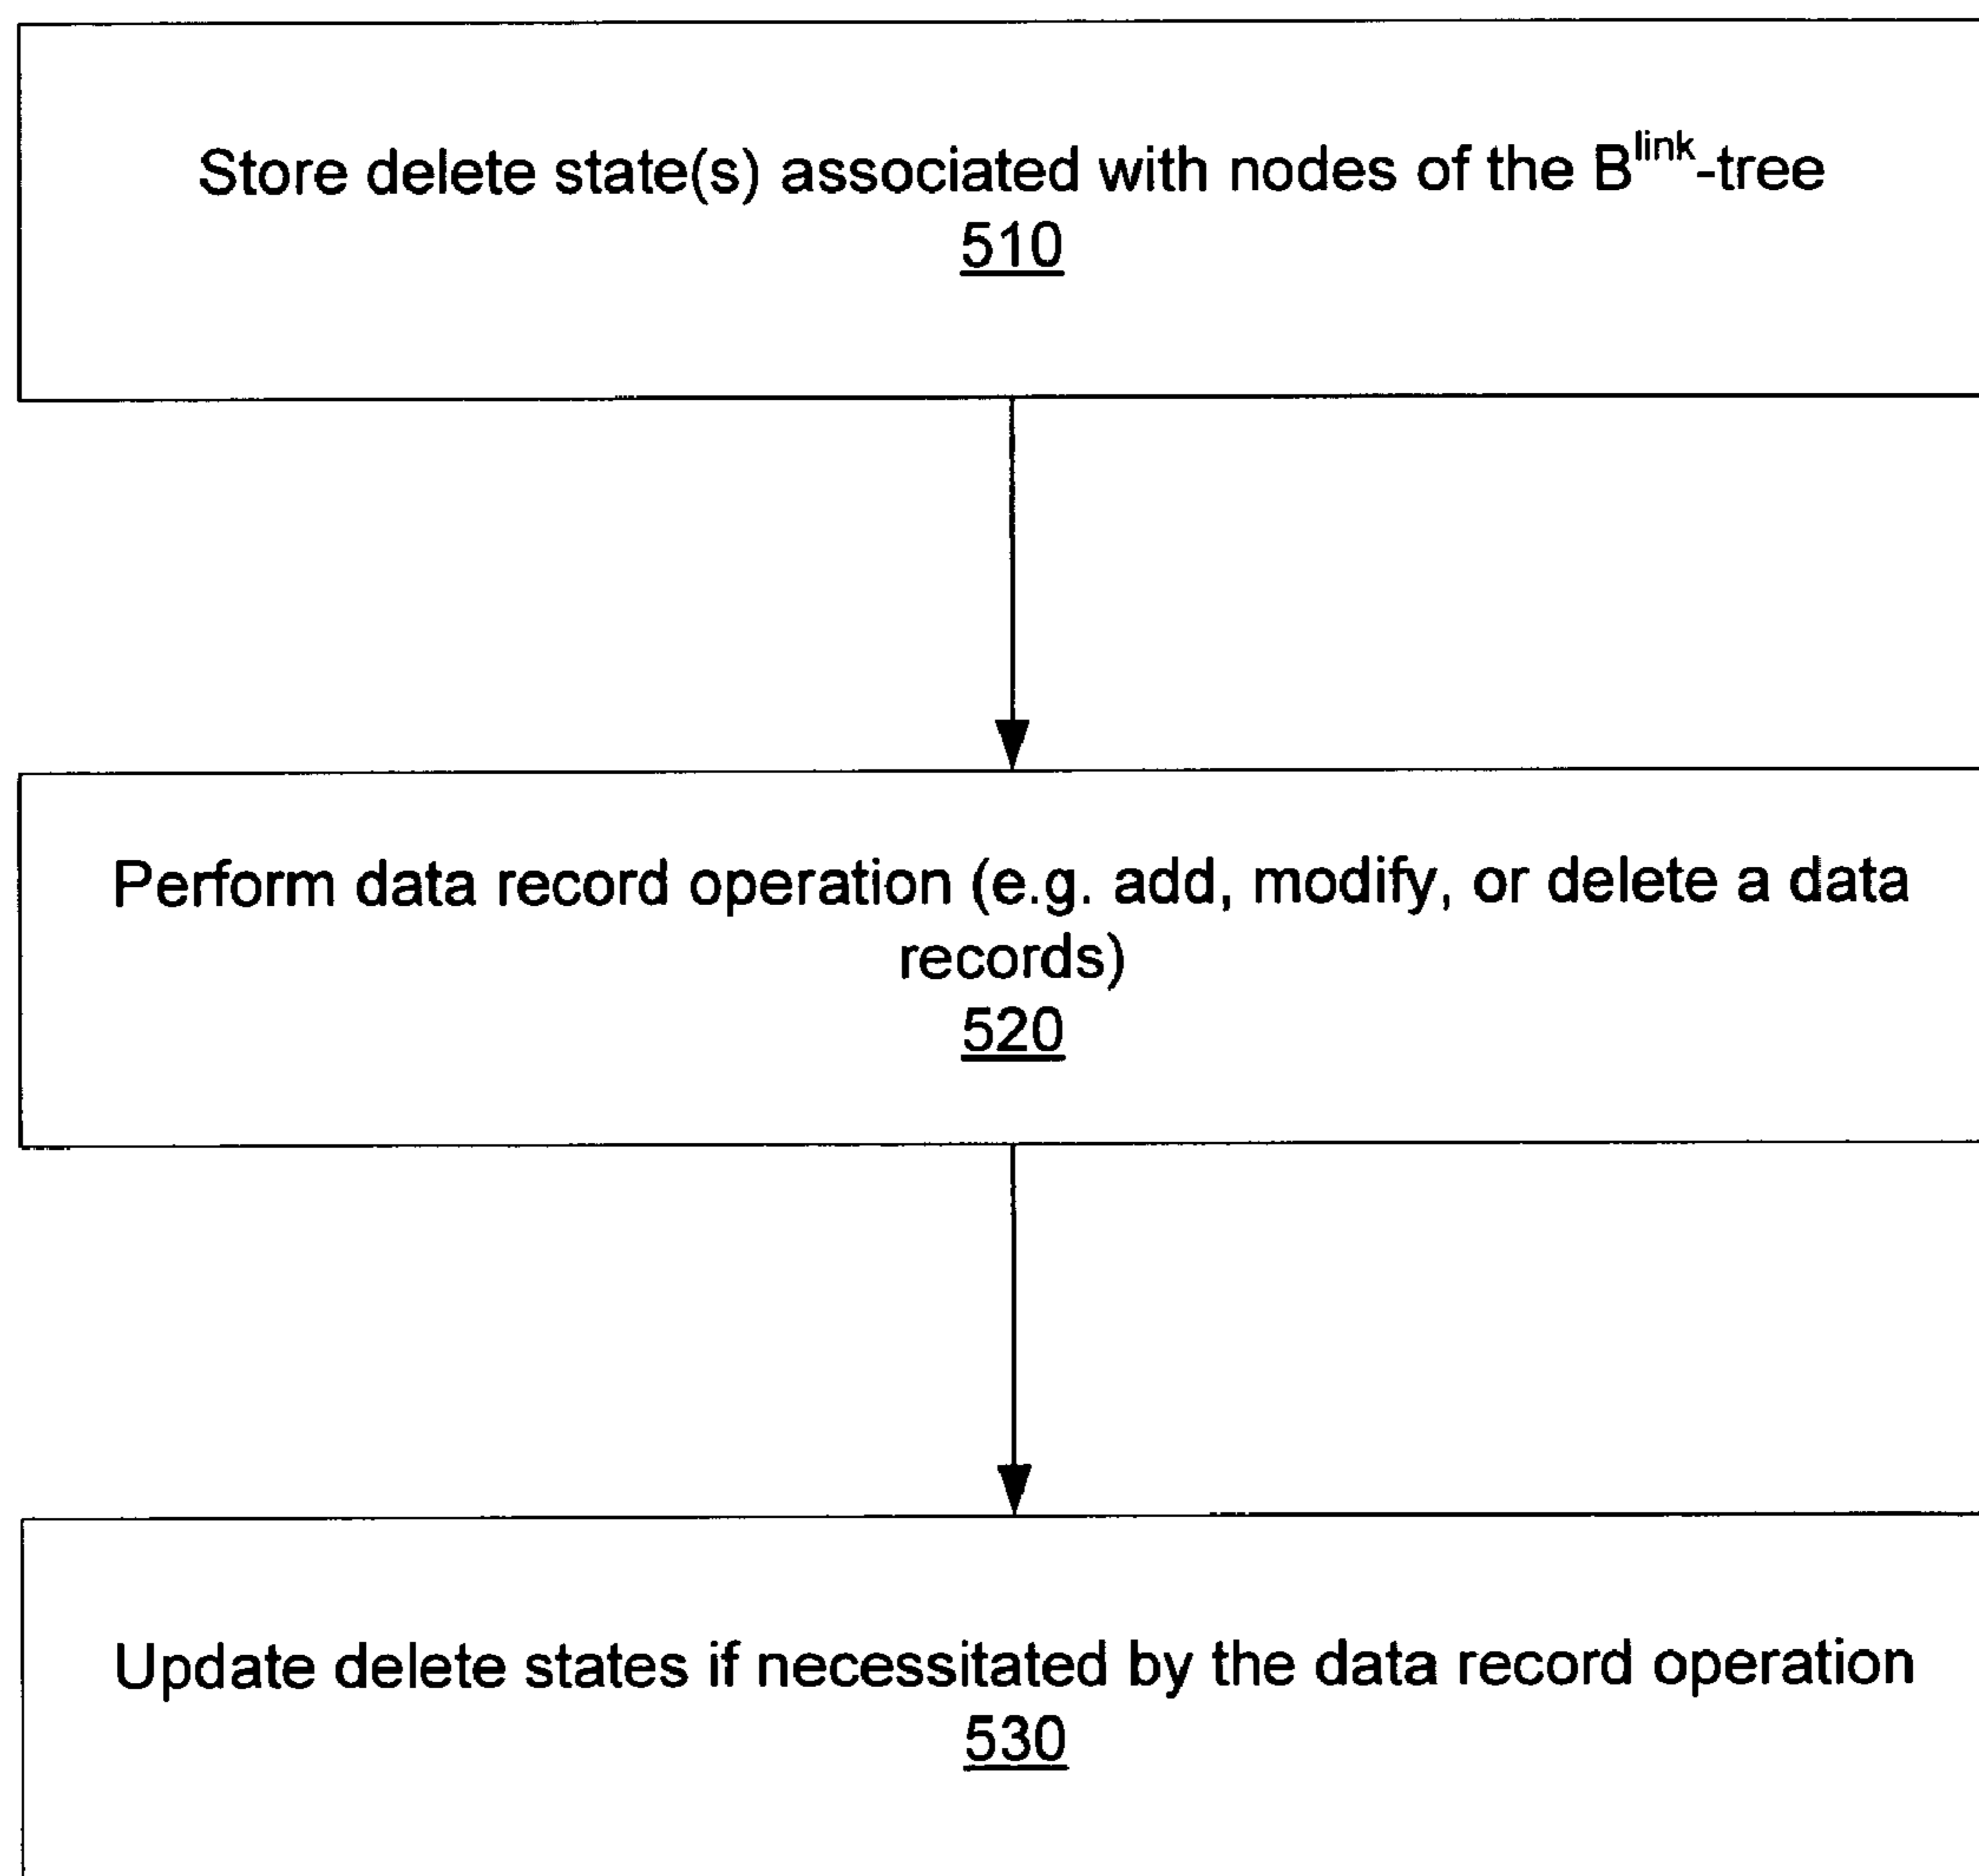 Store delete state(s) associated with nodes of the B^link-tree
510
Perform data record operation (e.g. add, modify, or delete a data
records)
520
Update delete states if necessitated by the data record operation
530